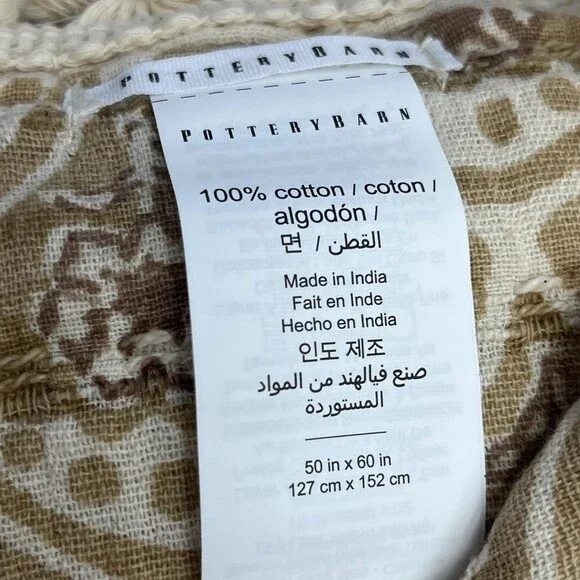 POTTERYBARN
POTTERYBARN
100% cotton / coton /
algodón /
면 / القطن
Made in India
Fait en Inde
Hecho en India
인도 제조
صنع فيالهند من المواد
المستوردة
50 in x 60 in
127 cm x 152 cm